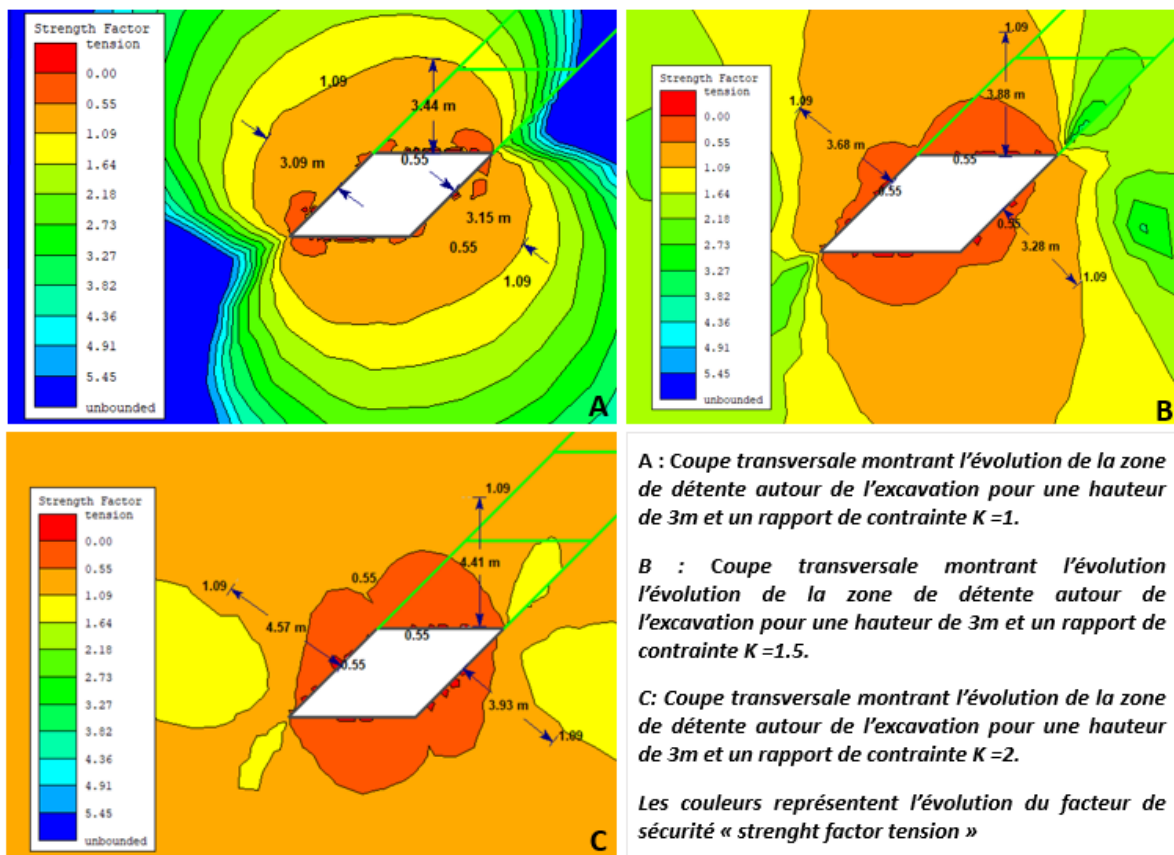 Strength Factor
tension
0.00
0.55
1.09
1.64
2.18
2.73
3.27
3.82
4.36
4.91
5.45
unbounded
1.09
3.44 m
0.55
3.09 m
3.15 m
0.55
1.09
A
Strength Factor
tension
0.00
0.55
1.09
1.64
2.18
2.73
3.27
3.82
4.36
4.91
5.45
unbounded
1.09
3.88 m
1.09
3.68 m
0.55
0.55
0.55
3.28 m
1.09
B
Strength Factor
tension
0.00
0.55
1.09
1.64
2.18
2.73
3.27
3.82
4.36
4.91
5.45
unbounded
1.09
4.41 m
0.55
1.09
4.57 m
0.55
0.55
3.93 m
1.09
C
A : Coupe transversale montrant l’évolution de la zone
de détente autour de l’excavation pour une hauteur
de 3m et un rapport de contrainte K =1.
B : Coupe transversale montrant l’évolution
l’évolution de la zone de détente autour de
l’excavation pour une hauteur de 3m et un rapport de
contrainte K =1.5.
C: Coupe transversale montrant l’évolution de la zone
de détente autour de l’excavation pour une hauteur
de 3m et un rapport de contrainte K =2.
Les couleurs représentent l’évolution du facteur de
sécurité « strenght factor tension »